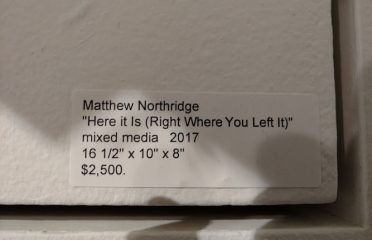 Matthew Northridge
"Here it Is (Right Where You Left It)"
mixed media 2017
16 1/2" x 10" x 8"
$2,500.